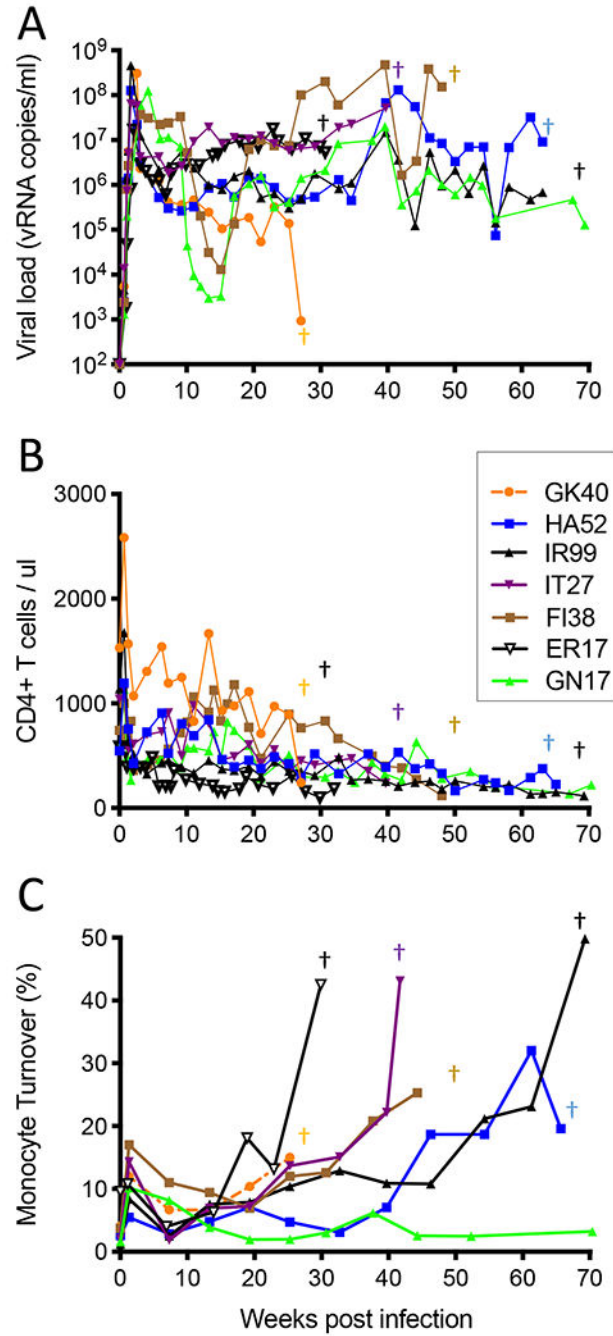 A
Viral load (vRNA copies/ml)
10⁹
10⁸
10⁷
10⁶
10⁵
10⁴
10³
10²
†
†
†
†
†
†
0 10 20 30 40 50 60 70
B
CD4+ T cells / ul
3000
2000
1000
0
GK40
HA52
IR99
IT27
FI38
ER17
GN17
†
†
†
†
†
†
0 10 20 30 40 50 60 70
C
Monocyte Turnover (%)
50
40
30
20
10
0
†
†
†
†
†
†
0 10 20 30 40 50 60 70
Weeks post infection